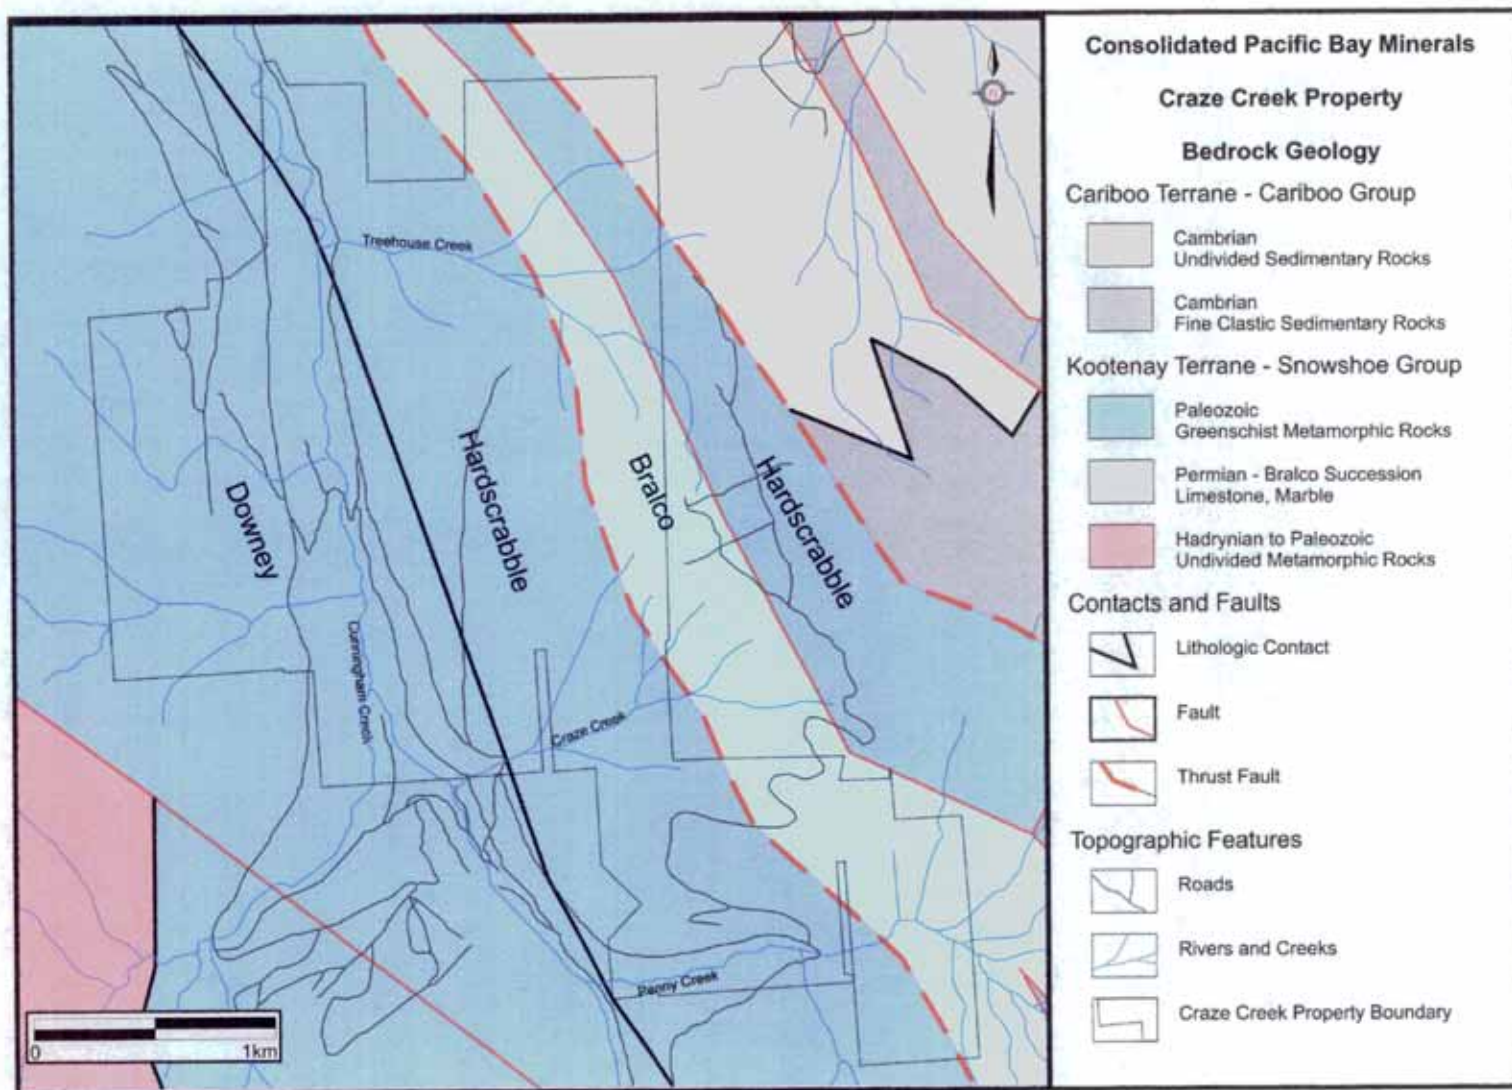 Consolidated Pacific Bay Minerals
Craze Creek Property
Bedrock Geology
Cariboo Terrane - Cariboo Group
Cambrian
Undivided Sedimentary Rocks
Cambrian
Fine Clastic Sedimentary Rocks
Kootenay Terrane - Snowshoe Group
Paleozoic
Greenschist Metamorphic Rocks
Permian - Bralco Succession
Limestone, Marble
Hadrynian to Paleozoic
Undivided Metamorphic Rocks
Contacts and Faults
Lithologic Contact
Fault
Thrust Fault
Topographic Features
Roads
Rivers and Creeks
Craze Creek Property Boundary
N
Treehouse Creek
Downey
Hardscrabble
Bralco
Hardscrabble
Cunningham Creek
Craze Creek
Penny Creek
0 1km